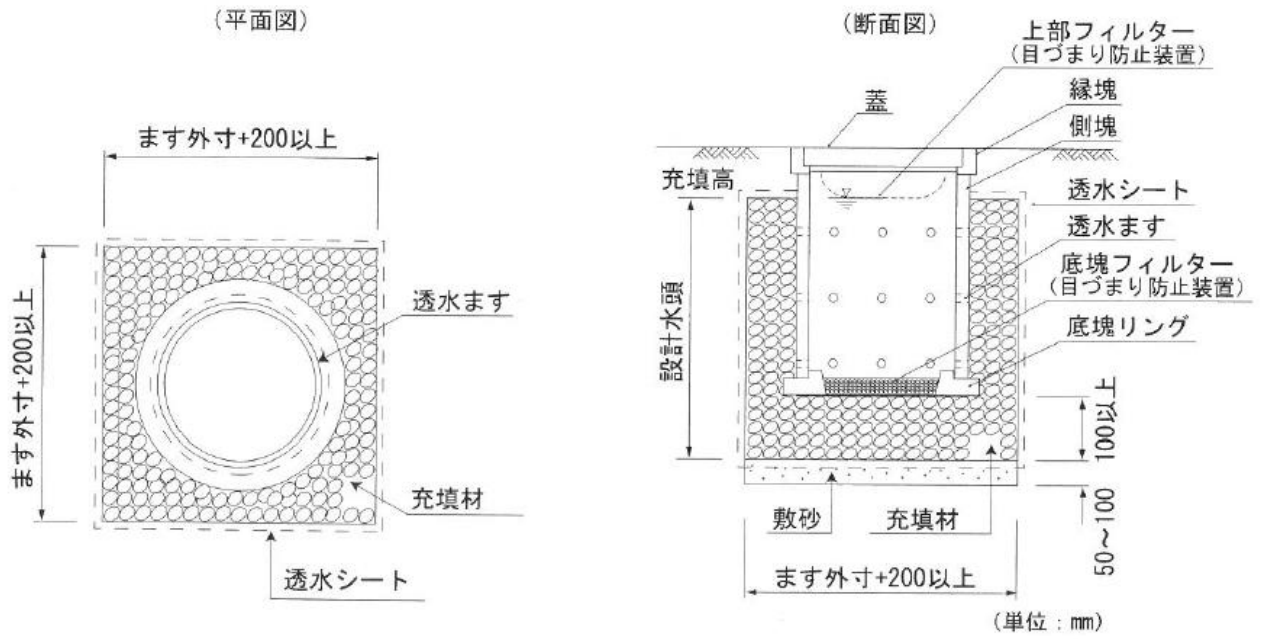 （平面図）
ます外寸+200以上
ます外寸+200以上
透水ます
充填材
透水シート
（断面図）
上部フィルター
（目づまり防止装置）
蓋
縁塊
側塊
充填高
透水シート
透水ます
底塊フィルター
（目づまり防止装置）
設計水頭
底塊リング
100以上
敷砂
充填材
50～100
ます外寸+200以上
（単位：mm）